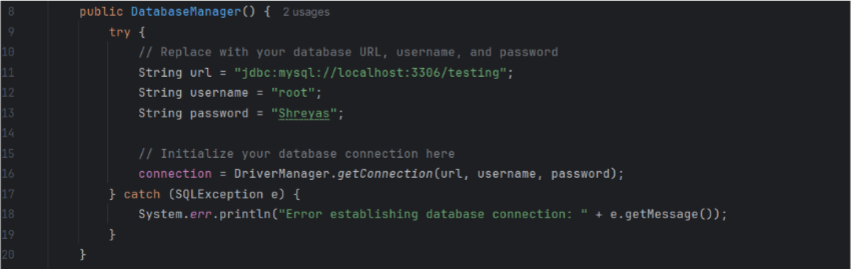 8 public DatabaseManager() { 2 usages
9 try {
10 // Replace with your database URL, username, and password
11 String url = "jdbc:mysql://localhost:3306/testing";
12 String username = "root";
13 String password = "Shreyas";
14
15 // Initialize your database connection here
16 connection = DriverManager.getConnection(url, username, password);
17 } catch (SQLException e) {
18 System.err.println("Error establishing database connection: " + e.getMessage());
19 }
20 }